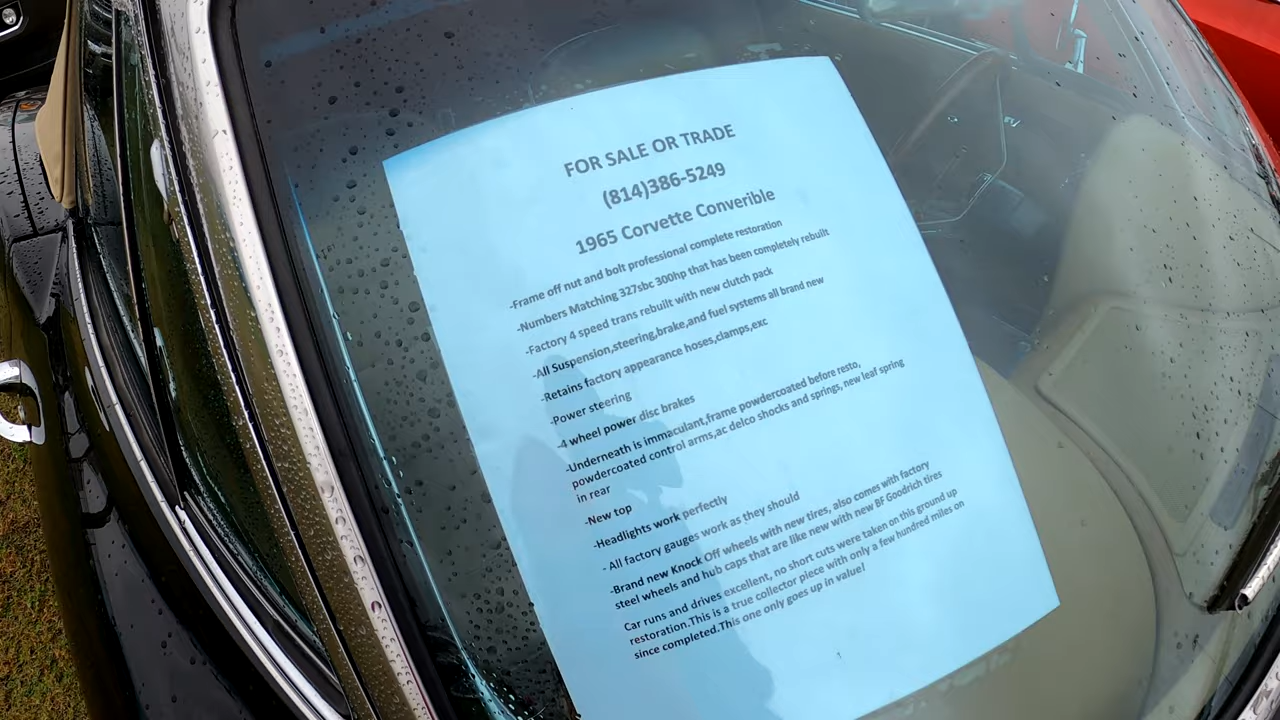 FOR SALE OR TRADE
(814)386-5249
1965 Corvette Converible
-Frame off nut and bolt professional complete restoration
-Numbers Matching 327sbc 300hp that has been completely rebuilt
-Factory 4 speed trans rebuilt with new clutch pack
-All Suspension,steering,brake,and fuel systems all brand new
-Retains factory appearance hoses,clamps,exc
-Power steering
-4 wheel power disc brakes
-Underneath is immaculant,frame powdercoated before resto,
powdercoated control arms,ac delco shocks and springs, new leaf spring
in rear
-New top
-Headlights work perfectly
- All factory gauges work as they should
-Brand new Knock Off wheels with new tires, also comes with factory
steel wheels and hub caps that are like new with new BF Goodrich tires
Car runs and drives excellent, no short cuts were taken on this ground up
restoration.This is a true collector piece with only a few hundred miles on
since completed.This one only goes up in value!